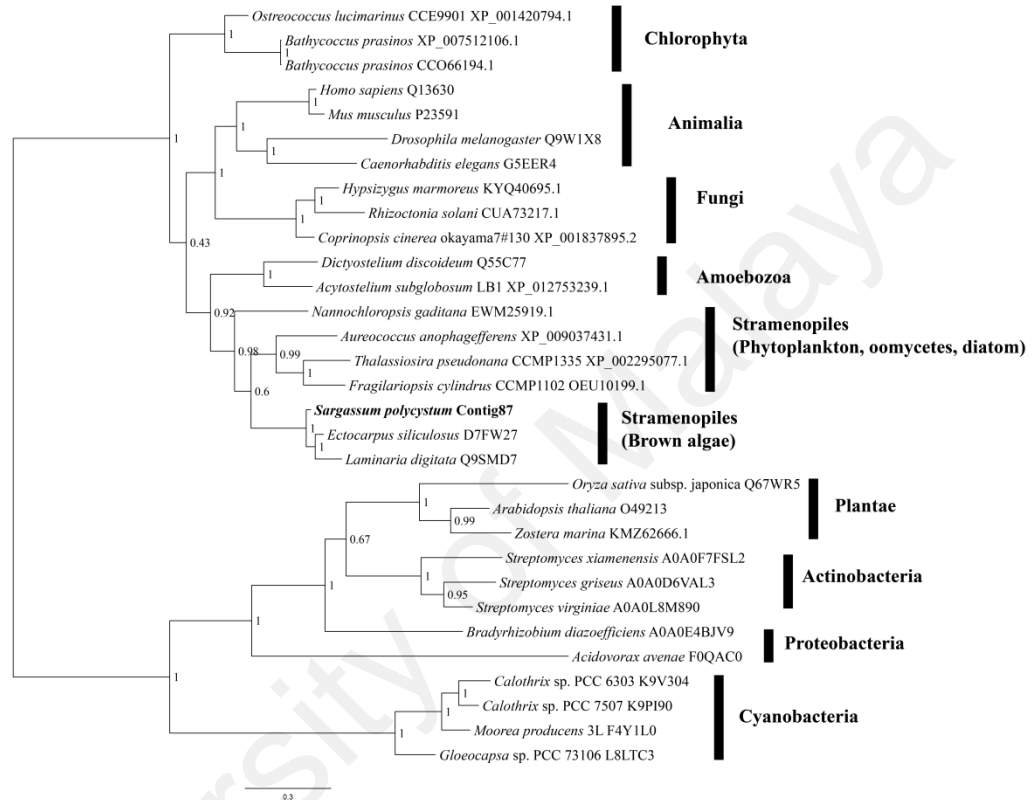 Ostreococcus lucimarinus CCE9901 XP_001420794.1
1
Bathycoccus prasinos XP_007512106.1
1
Bathycoccus prasinos CCO66194.1
Chlorophyta
1
Homo sapiens Q13630
1
Mus musculus P23591
1
Drosophila melanogaster Q9W1X8
1
Caenorhabditis elegans G5EER4
Animalia
1
Hypsizygus marmoreus KYQ40695.1
1
Rhizoctonia solani CUA73217.1
1
Coprinopsis cinerea okayama7#130 XP_001837895.2
Fungi
0.43
Dictyostelium discoideum Q55C77
1
Acytostelium subglobosum LB1 XP_012753239.1
Amoebozoa
0.92
Nannochloropsis gaditana EWM25919.1
Aureococcus anophagefferens XP_009037431.1
0.98
0.99
Thalassiosira pseudonana CCMP1335 XP_002295077.1
1
Fragilariopsis cylindrus CCMP1102 OEU10199.1
Stramenopiles
(Phytoplankton, oomycetes, diatom)
0.6
Sargassum polycystum Contig87
1
Ectocarpus siliculosus D7FW27
1
Laminaria digitata Q9SMD7
Stramenopiles
(Brown algae)
Oryza sativa subsp. japonica Q67WR5
1
Arabidopsis thaliana O49213
0.99
Zostera marina KMZ62666.1
Plantae
0.67
Streptomyces xiamenensis A0A0F7FSL2
1
Streptomyces griseus A0A0D6VAL3
0.95
Streptomyces virginiae A0A0L8M890
Actinobacteria
1
Bradyrhizobium diazoefficiens A0A0E4BJV9
1
Acidovorax avenae F0QAC0
Proteobacteria
1
Calothrix sp. PCC 6303 K9V304
1
Calothrix sp. PCC 7507 K9PI90
1
Moorea producens 3L F4Y1L0
1
Gloeocapsa sp. PCC 73106 L8LTC3
Cyanobacteria
0.3
ersity of Malaya